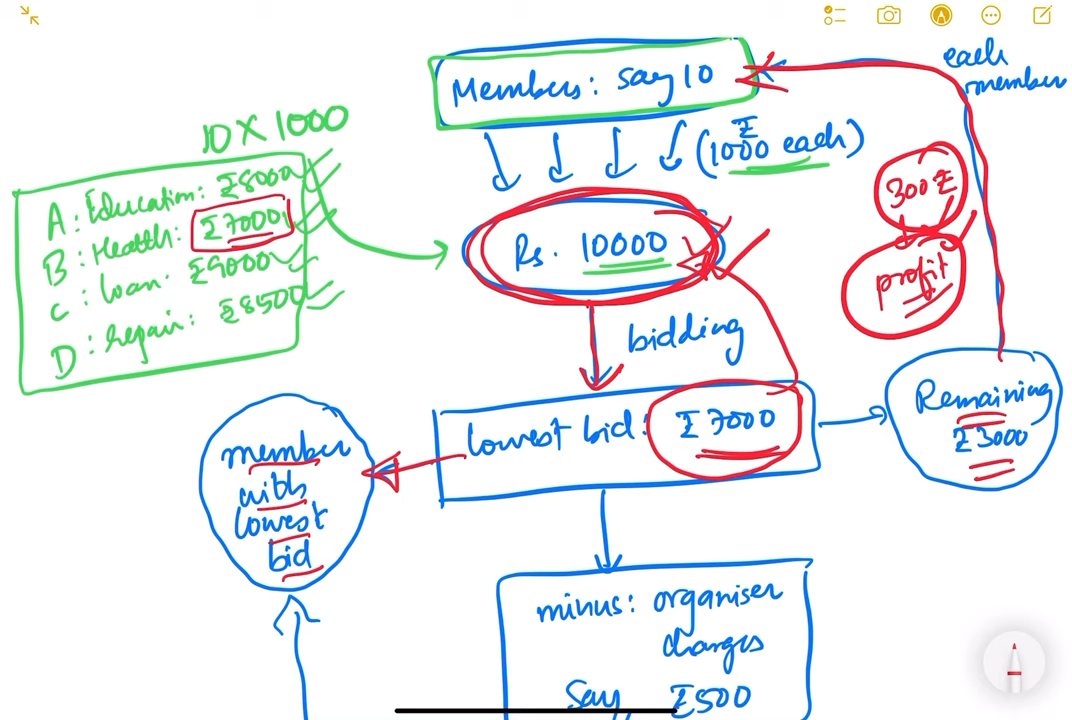 Members: say 10
each
member
10 X 1000
(1000 each)
₹
A: Education: ₹8000
B: Health: ₹7000
C: loan: ₹9000
D: repair: ₹8500
Rs. 10000
300 ₹
profit
bidding
lowest bid: ₹7000
Remaining
₹3000
member
with
lowest
bid
minus: organiser
charges
Say ₹500